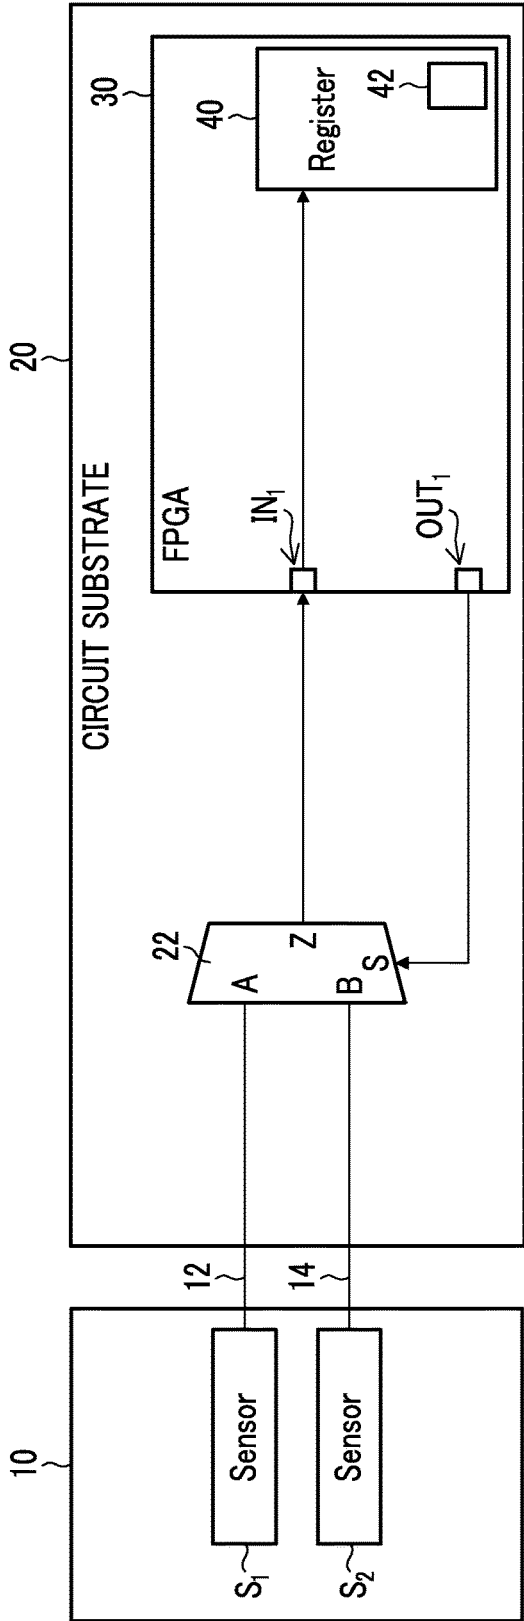 10
S1
Sensor
S2
Sensor
12
14
20
CIRCUIT SUBSTRATE
22
A
B
Z
S
30
FPGA
IN1
OUT1
40
Register
42